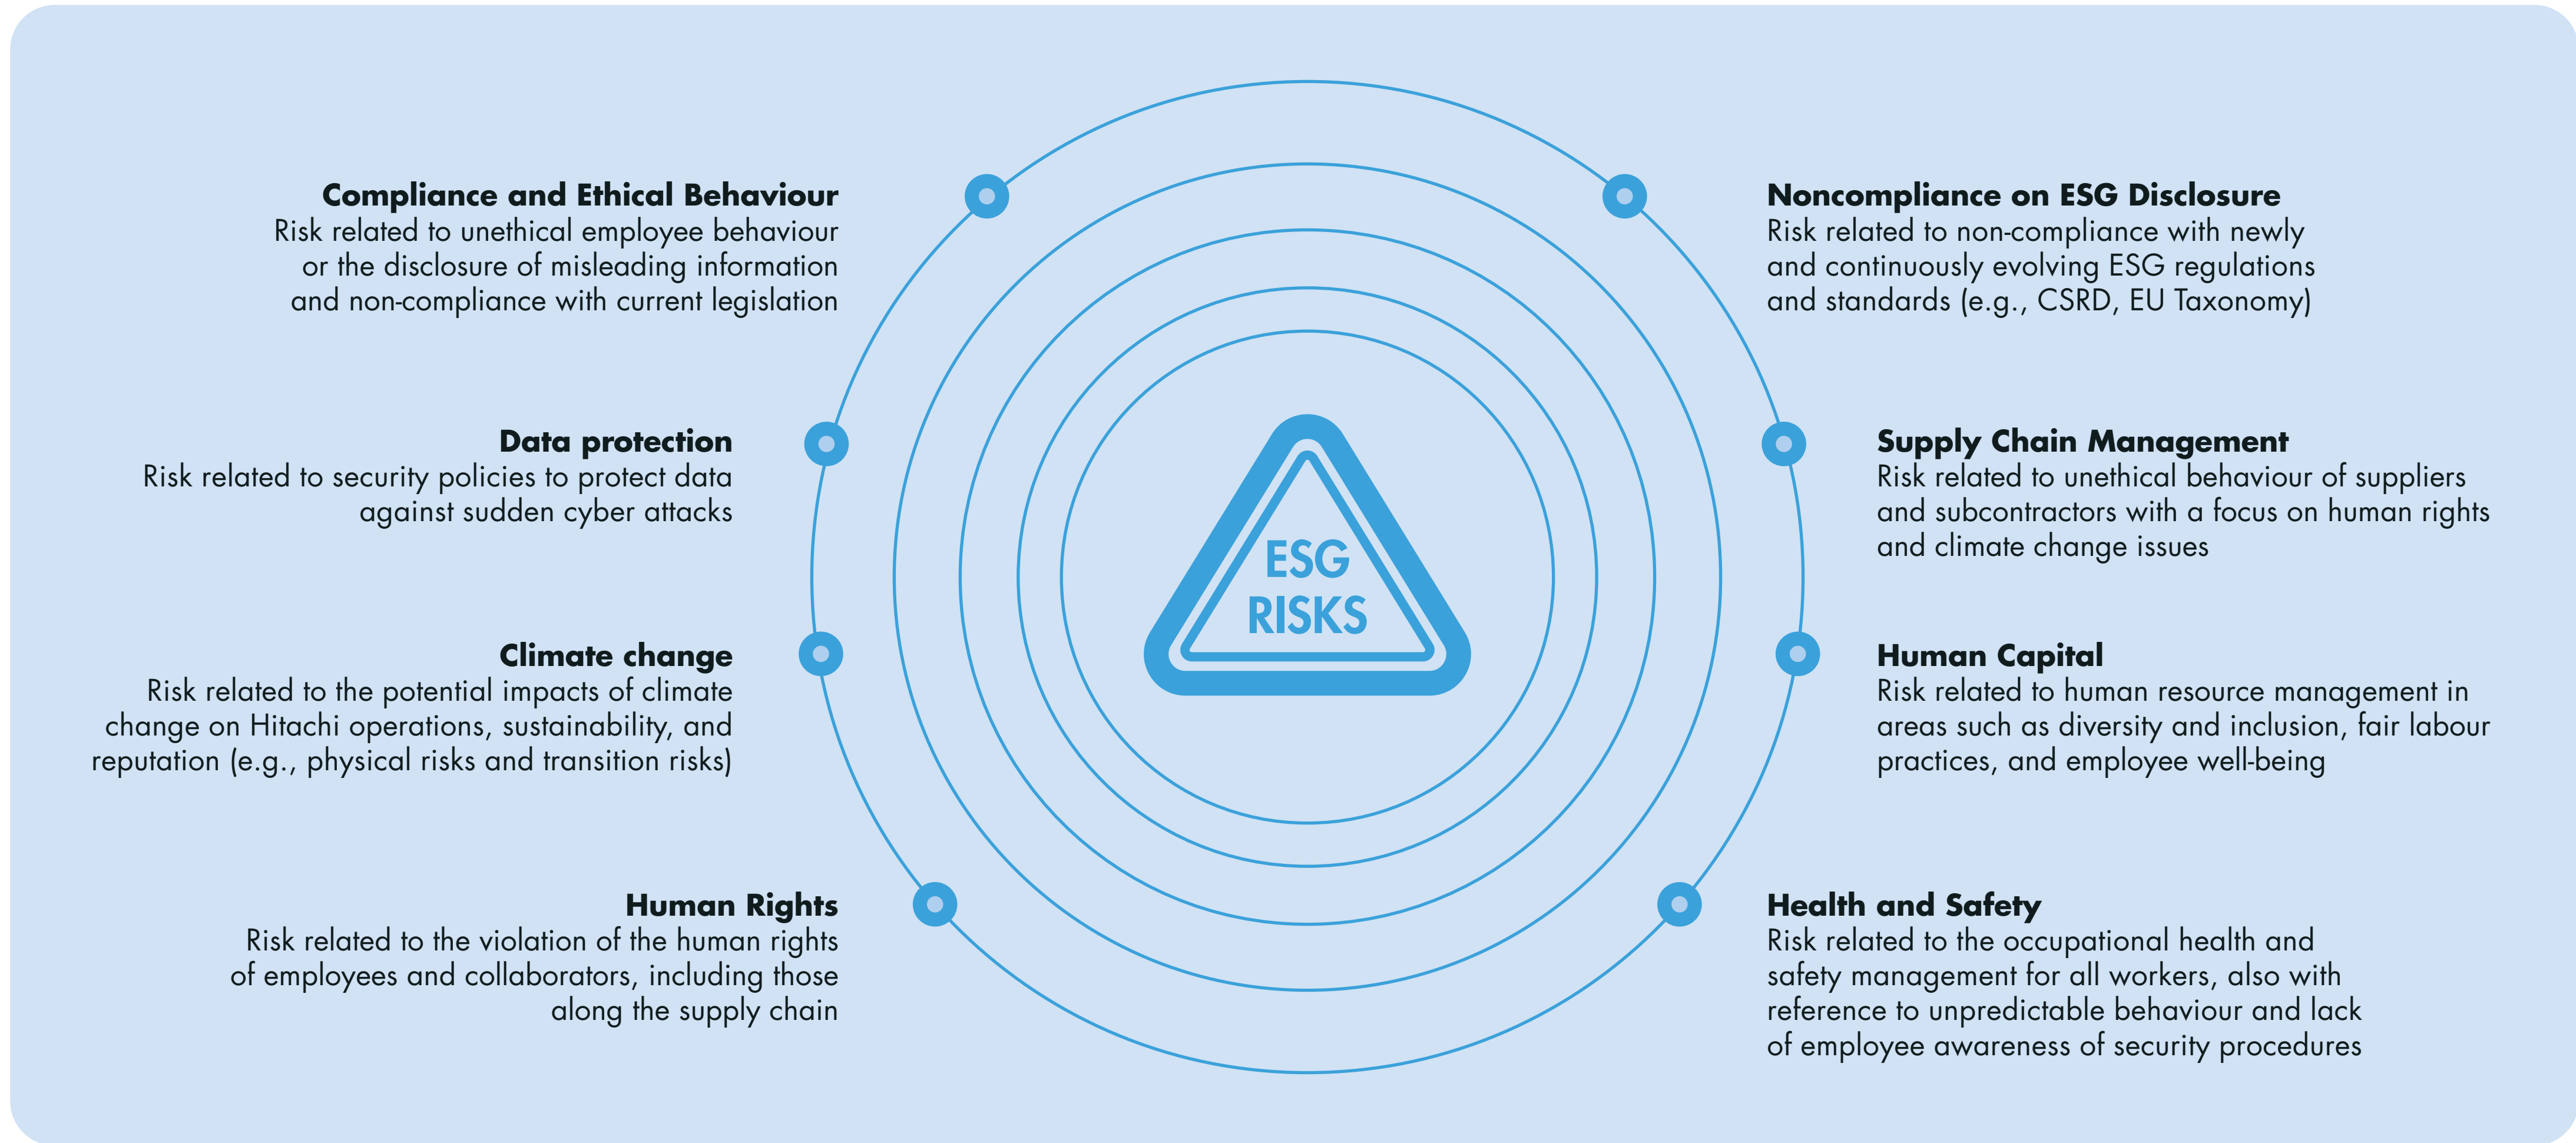 Compliance and Ethical Behaviour
Risk related to unethical employee behaviour
or the disclosure of misleading information
and non-compliance with current legislation
Data protection
Risk related to security policies to protect data
against sudden cyber attacks
Climate change
Risk related to the potential impacts of climate
change on Hitachi operations, sustainability, and
reputation (e.g., physical risks and transition risks)
Human Rights
Risk related to the violation of the human rights
of employees and collaborators, including those
along the supply chain
ESG
RISKS
Noncompliance on ESG Disclosure
Risk related to non-compliance with newly
and continuously evolving ESG regulations
and standards (e.g., CSRD, EU Taxonomy)
Supply Chain Management
Risk related to unethical behaviour of suppliers
and subcontractors with a focus on human rights
and climate change issues
Human Capital
Risk related to human resource management in
areas such as diversity and inclusion, fair labour
practices, and employee well-being
Health and Safety
Risk related to the occupational health and
safety management for all workers, also with
reference to unpredictable behaviour and lack
of employee awareness of security procedures